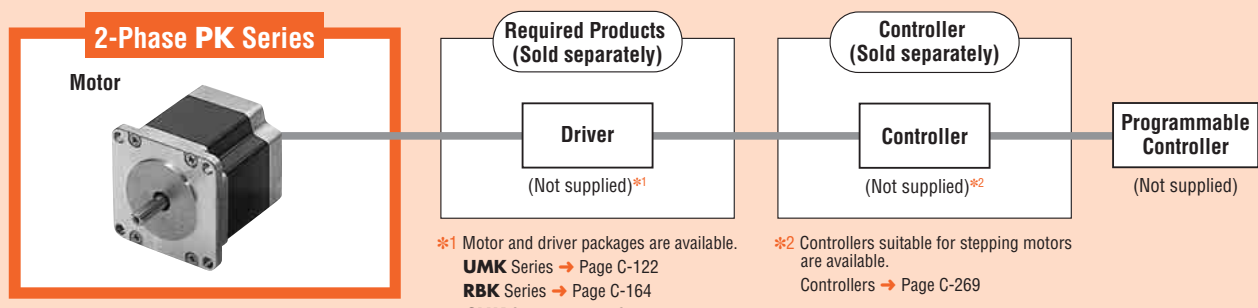 2-Phase PK Series
Motor
Required Products
(Sold separately)
Driver
(Not supplied)*1
*1 Motor and driver packages are available.
UMK Series → Page C-122
RBK Series → Page C-164
Controller
(Sold separately)
Controller
(Not supplied)*2
*2 Controllers suitable for stepping motors
are available.
Controllers → Page C-269
Programmable
Controller
(Not supplied)